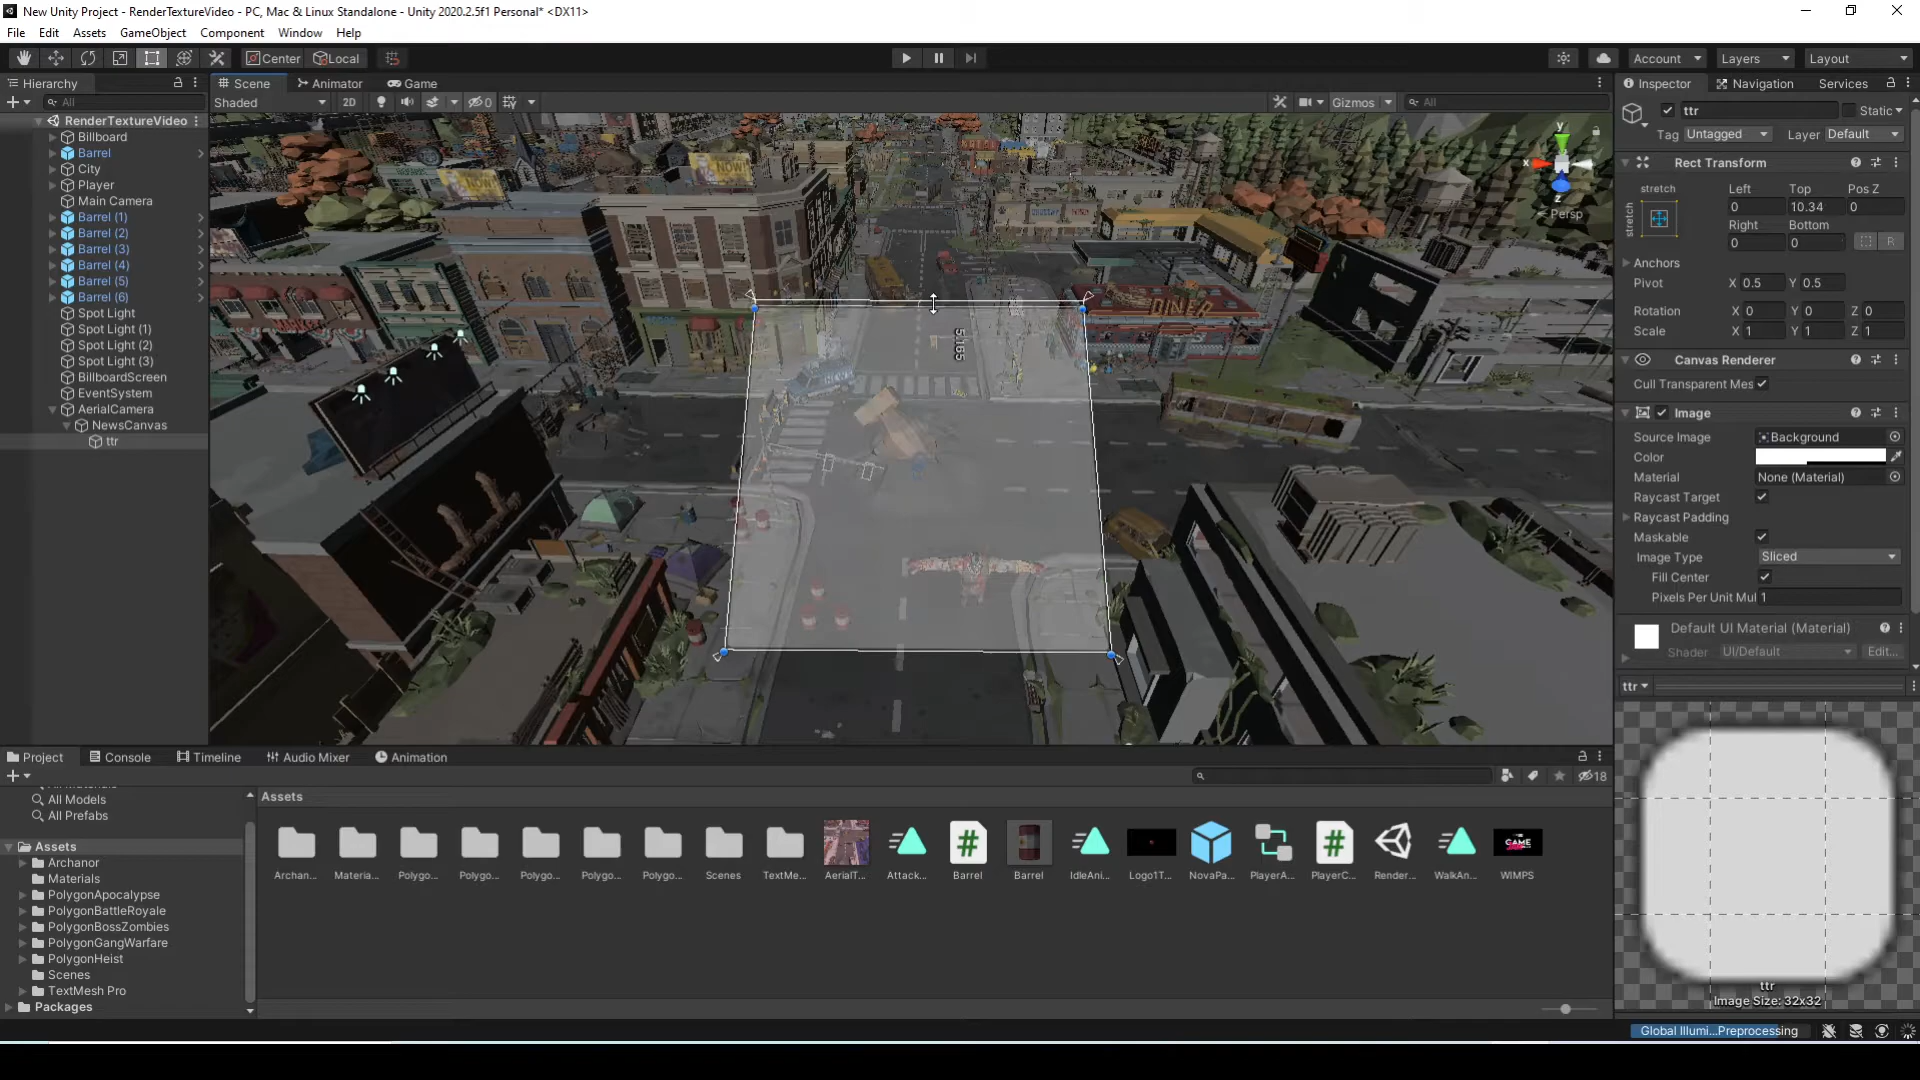 New Unity Project - RenderTextureVideo - PC, Mac & Linux Standalone - Unity 2020.2.5f1 Personal* <DX11>
File Edit Assets GameObject Component Window Help
Center Local Account Layers Layout
Hierarchy
All
RenderTextureVideo
Billboard
Barrel
City
Player
Main Camera
Barrel (1)
Barrel (2)
Barrel (3)
Barrel (4)
Barrel (5)
Barrel (6)
Spot Light
Spot Light (1)
Spot Light (2)
Spot Light (3)
BillboardScreen
EventSystem
AerialCamera
NewsCanvas
ttr
Scene Animator Game
Shaded 2D 0 Gizmos All
NOW!
NOW!
DINER
5.165
y
x
z
Persp
Inspector Navigation Services
ttr Static
Tag Untagged Layer Default
Rect Transform
stretch Left Top Pos Z
stretch 0 10.34 0
Right Bottom
0 0 R
Anchors
Pivot X 0.5 Y 0.5
Rotation X 0 Y 0 Z 0
Scale X 1 Y 1 Z 1
Canvas Renderer
Cull Transparent Mes
Image
Source Image Background
Color
Material None (Material)
Raycast Target
Raycast Padding
Maskable
Image Type Sliced
Fill Center
Pixels Per Unit Mul 1
Default UI Material (Material)
Shader UI/Default Edit...
ttr
ttr
Image Size: 32x32
Project Console Timeline Audio Mixer Animation
18
All Models
All Prefabs
Assets
Archanor
Materials
PolygonApocalypse
PolygonBattleRoyale
PolygonBossZombies
PolygonGangWarfare
PolygonHeist
Scenes
TextMesh Pro
Packages
Assets
GAME
Archan... Materia... Polygo... Polygo... Polygo... Polygo... Polygo... Scenes TextMe... AerialT... Attack... Barrel Barrel IdleAni... Logo1T... NovaPa... PlayerA... PlayerC... Render... WalkAn... WIMPS
Global Illumi...Preprocessing